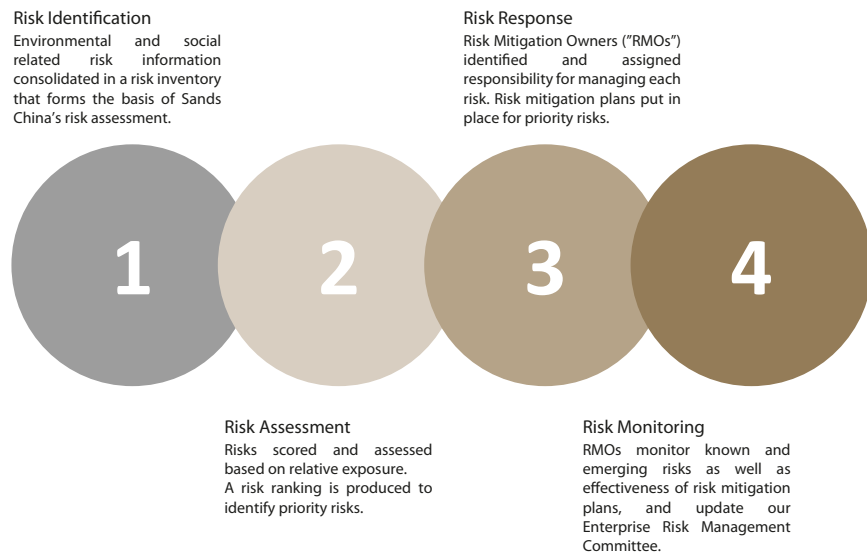 Risk Identification
Environmental and social
related risk information
consolidated in a risk inventory
that forms the basis of Sands
China’s risk assessment.
Risk Response
Risk Mitigation Owners (”RMOs”)
identified and assigned
responsibility for managing each
risk. Risk mitigation plans put in
place for priority risks.
1
2
3
4
Risk Assessment
Risks scored and assessed
based on relative exposure.
A risk ranking is produced to
identify priority risks.
Risk Monitoring
RMOs monitor known and
emerging risks as well as
effectiveness of risk mitigation
plans, and update our
Enterprise Risk Management
Committee.